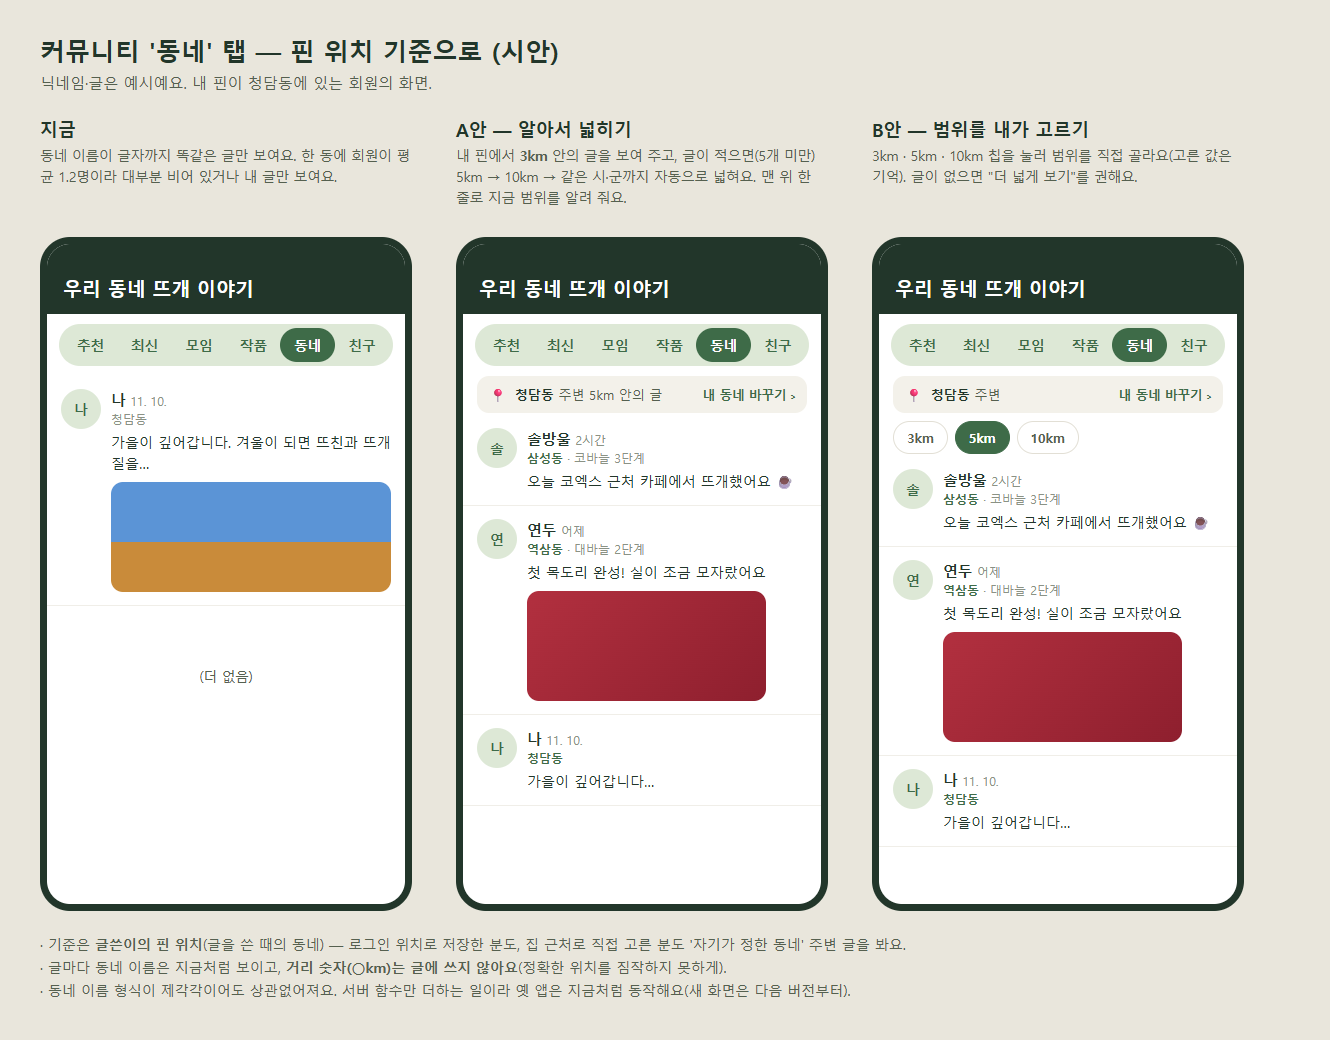 커뮤니티 '동네' 탭 — 핀 위치 기준으로 (시안)
닉네임·글은 예시예요. 내 핀이 청담동에 있는 회원의 화면.
지금
동네 이름이 글자까지 똑같은 글만 보여요. 한 동에 회원이 평
균 1.2명이라 대부분 비어 있거나 내 글만 보여요.
우리 동네 뜨개 이야기
추천 최신 모임 작품 동네 친구
나
나 11. 10.
청담동
가을이 깊어갑니다. 겨울이 되면 뜨친과 뜨개
질을...
(더 없음)
A안 — 알아서 넓히기
내 핀에서 3km 안의 글을 보여 주고, 글이 적으면(5개 미만)
5km → 10km → 같은 시·군까지 자동으로 넓혀요. 맨 위 한
줄로 지금 범위를 알려 줘요.
우리 동네 뜨개 이야기
추천 최신 모임 작품 동네 친구
청담동 주변 5km 안의 글 내 동네 바꾸기 ›
솔
솔방울 2시간
삼성동 · 코바늘 3단계
오늘 코엑스 근처 카페에서 뜨개했어요
연
연두 어제
역삼동 · 대바늘 2단계
첫 목도리 완성! 실이 조금 모자랐어요
나
나 11. 10.
청담동
가을이 깊어갑니다...
B안 — 범위를 내가 고르기
3km · 5km · 10km 칩을 눌러 범위를 직접 골라요(고른 값은
기억). 글이 없으면 "더 넓게 보기"를 권해요.
우리 동네 뜨개 이야기
추천 최신 모임 작품 동네 친구
청담동 주변 내 동네 바꾸기 ›
3km 5km 10km
솔
솔방울 2시간
삼성동 · 코바늘 3단계
오늘 코엑스 근처 카페에서 뜨개했어요
연
연두 어제
역삼동 · 대바늘 2단계
첫 목도리 완성! 실이 조금 모자랐어요
나
나 11. 10.
청담동
가을이 깊어갑니다...
· 기준은 글쓴이의 핀 위치(글을 쓴 때의 동네) — 로그인 위치로 저장한 분도, 집 근처로 직접 고른 분도 '자기가 정한 동네' 주변 글을 봐요.
· 글마다 동네 이름은 지금처럼 보이고, 거리 숫자(○km)는 글에 쓰지 않아요(정확한 위치를 짐작하지 못하게).
· 동네 이름 형식이 제각각이어도 상관없어져요. 서버 함수만 더하는 일이라 옛 앱은 지금처럼 동작해요(새 화면은 다음 버전부터).